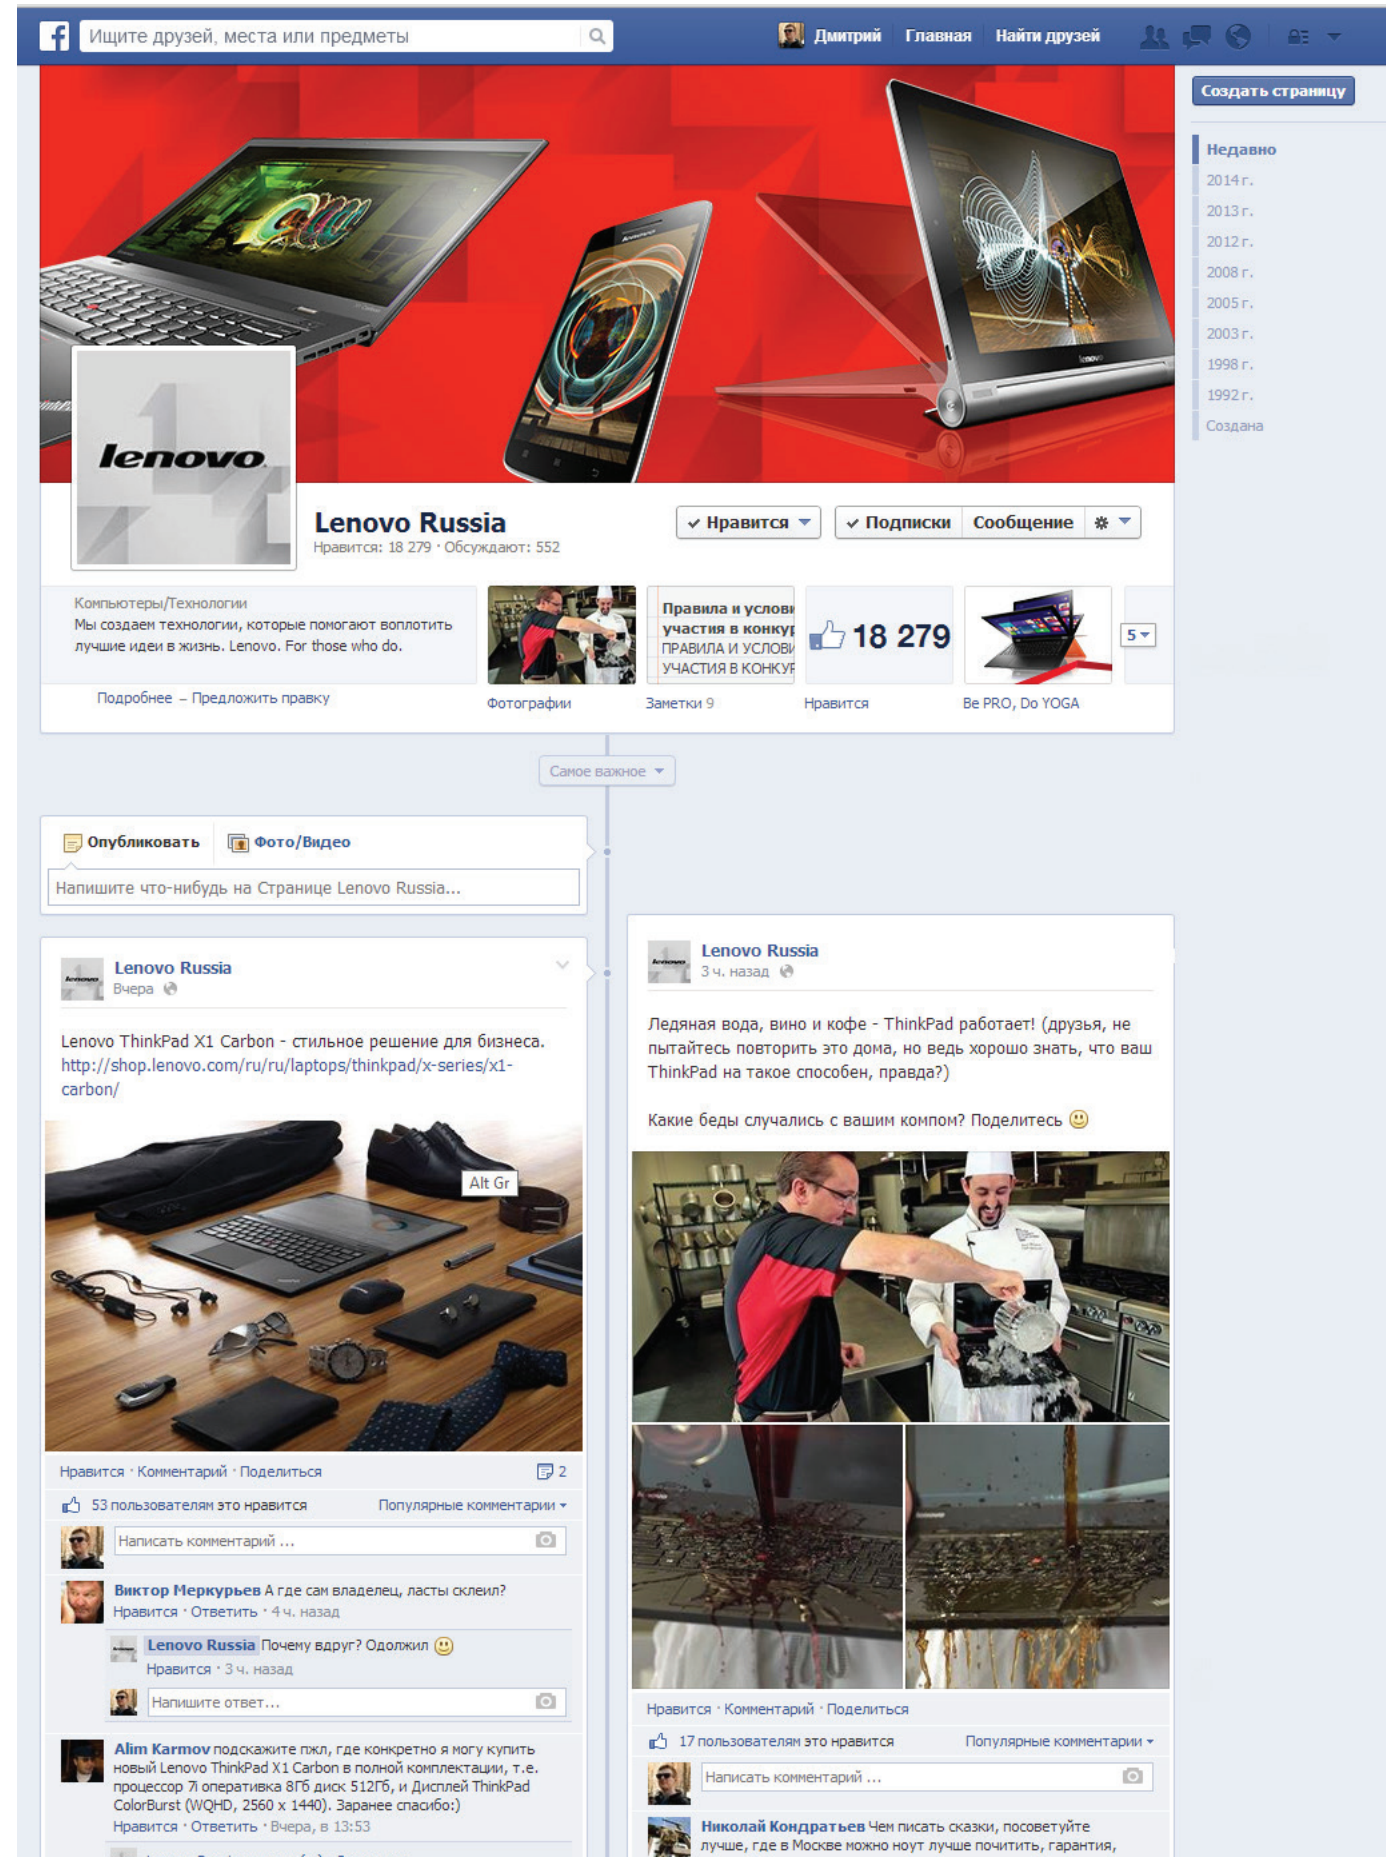 Ищите друзей, места или предметы
Дмитрий Главная Найти друзей
Создать страницу
Недавно
2014 г.
2013 г.
2012 г.
2008 г.
2005 г.
2003 г.
1998 г.
1992 г.
Создана
lenovo
lenovo
lenovo
Lenovo Russia
Нравится: 18 279 · Обсуждают: 552
Нравится
Подписки Сообщение
Компьютеры/Технологии
Мы создаем технологии, которые помогают воплотить
лучшие идеи в жизнь. Lenovo. For those who do.
Подробнее – Предложить правку
Фотографии
Правила и услови
участия в конкур
ПРАВИЛА И УСЛОВИ
УЧАСТИЯ В КОНКУР
Заметки 9
18 279
Нравится
Be PRO, Do YOGA
5
Самое важное
Опубликовать Фото/Видео
Напишите что-нибудь на Странице Lenovo Russia...
lenovo
Lenovo Russia
Вчера
Lenovo ThinkPad X1 Carbon - стильное решение для бизнеса.
http://shop.lenovo.com/ru/ru/laptops/thinkpad/x-series/x1-
carbon/
Alt Gr
Нравится · Комментарий · Поделиться 2
53 пользователям это нравится Популярные комментарии
Написать комментарий ...
Виктор Меркурьев А где сам владелец, ласты склеил?
Нравится · Ответить · 4 ч. назад
Lenovo Russia Почему вдруг? Одолжил
Нравится · 3 ч. назад
Напишите ответ...
Alim Karmov подскажите пжл, где конкретно я могу купить
новый Lenovo ThinkPad X1 Carbon в полной комплектации, т.е.
процессор 7i оперативка 8Гб диск 512Гб, и Дисплей ThinkPad
ColorBurst (WQHD, 2560 x 1440). Заранее спасибо:)
Нравится · Ответить · Вчера, в 13:53
lenovo
Lenovo Russia
3 ч. назад
Ледяная вода, вино и кофе - ThinkPad работает! (друзья, не
пытайтесь повторить это дома, но ведь хорошо знать, что ваш
ThinkPad на такое способен, правда?)
Какие беды случались с вашим компом? Поделитесь
Нравится · Комментарий · Поделиться
17 пользователям это нравится Популярные комментарии
Написать комментарий ...
Николай Кондратьев Чем писать сказки, посоветуйте
лучше, где в Москве можно ноут лучше почитить, гарантия,